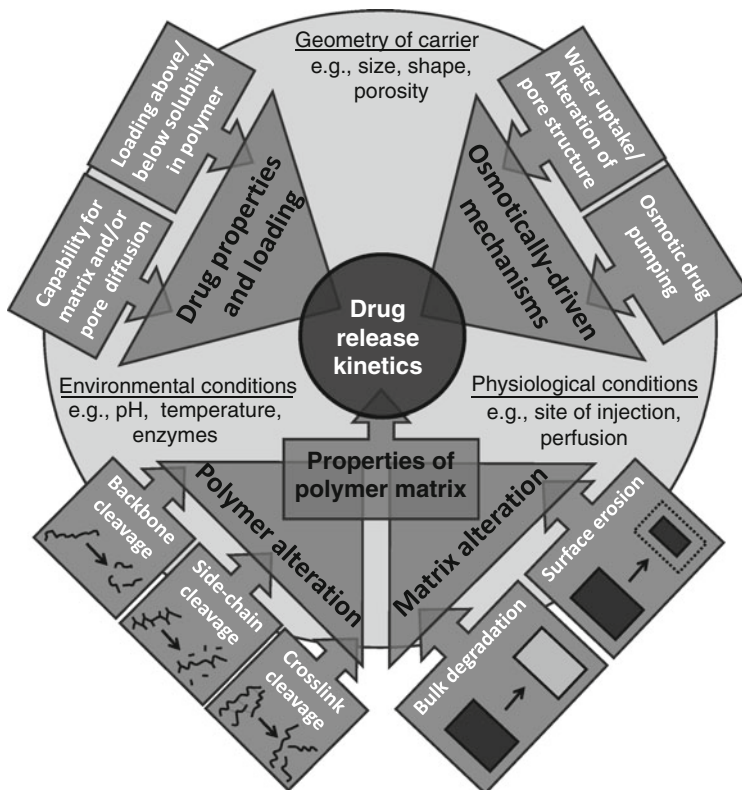 Geometry of carrier
e.g., size, shape,
porosity
Loading above/
below solubility
in polymer
Capability for
matrix and/or
pore diffusion
Drug properties
and loading
Water uptake/
Alteration of
pore structure
Osmotic drug
pumping
Osmotically-driven
mechanisms
Drug
release
kinetics
Environmental conditions
e.g., pH, temperature,
enzymes
Physiological conditions
e.g., site of injection,
perfusion
Properties of
polymer matrix
Polymer alteration
Backbone
cleavage
Side-chain
cleavage
Crosslink
cleavage
Matrix alteration
Surface erosion
Bulk degradation